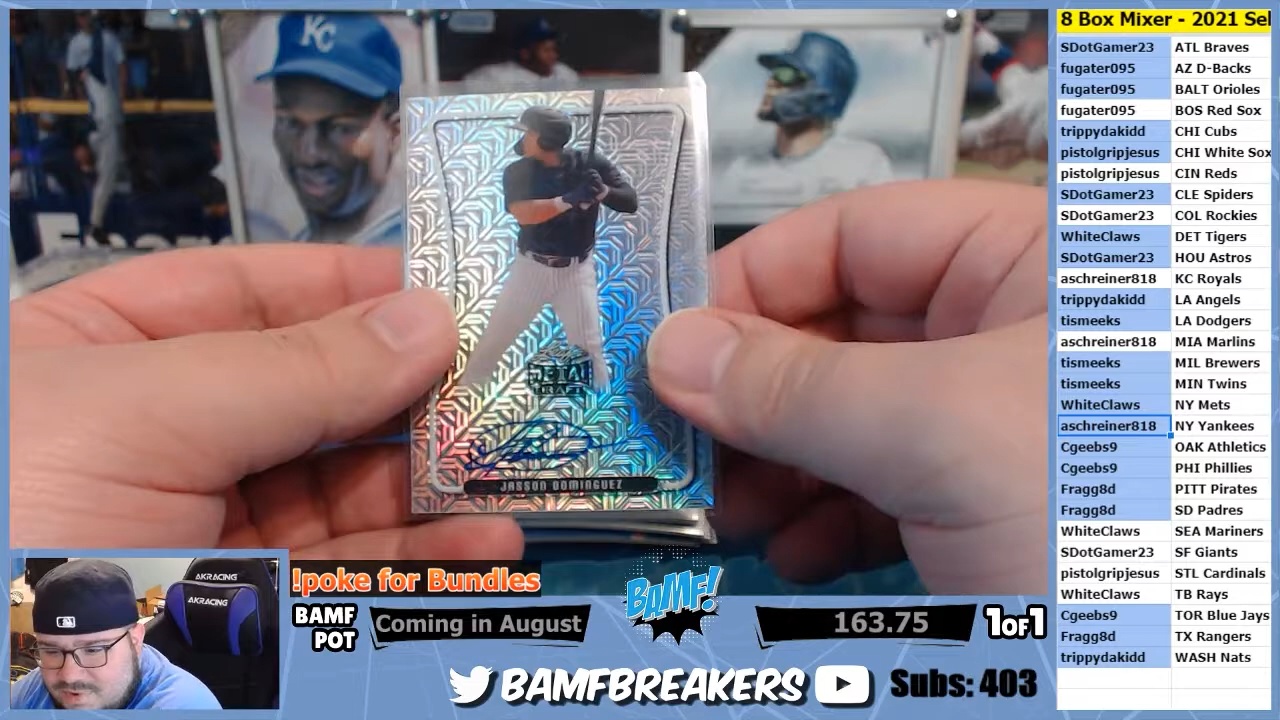 8 Box Mixer - 2021 Sel
SDotGamer23 ATL Braves
fugater095 AZ D-Backs
fugater095 BALT Orioles
fugater095 BOS Red Sox
trippydakidd CHI Cubs
pistolgripjesus CHI White Sox
pistolgripjesus CIN Reds
SDotGamer23 CLE Spiders
SDotGamer23 COL Rockies
WhiteClaws DET Tigers
SDotGamer23 HOU Astros
aschreiner818 KC Royals
trippydakidd LA Angels
tismeeks LA Dodgers
aschreiner818 MIA Marlins
tismeeks MIL Brewers
tismeeks MIN Twins
WhiteClaws NY Mets
aschreiner818 NY Yankees
Cgeebs9 OAK Athletics
Cgeebs9 PHI Phillies
Fragg8d PITT Pirates
Fragg8d SD Padres
WhiteClaws SEA Mariners
SDotGamer23 SF Giants
pistolgripjesus STL Cardinals
WhiteClaws TB Rays
Cgeebs9 TOR Blue Jays
Fragg8d TX Rangers
trippydakidd WASH Nats
KC
METAL
DRAFT
JASSON DOMINGUEZ
AKRACING
AKRACING
!poke for Bundles
BAMF POT
Coming in August
BAMF!
163.75
1OF1
BAMFBREAKERS
Subs: 403